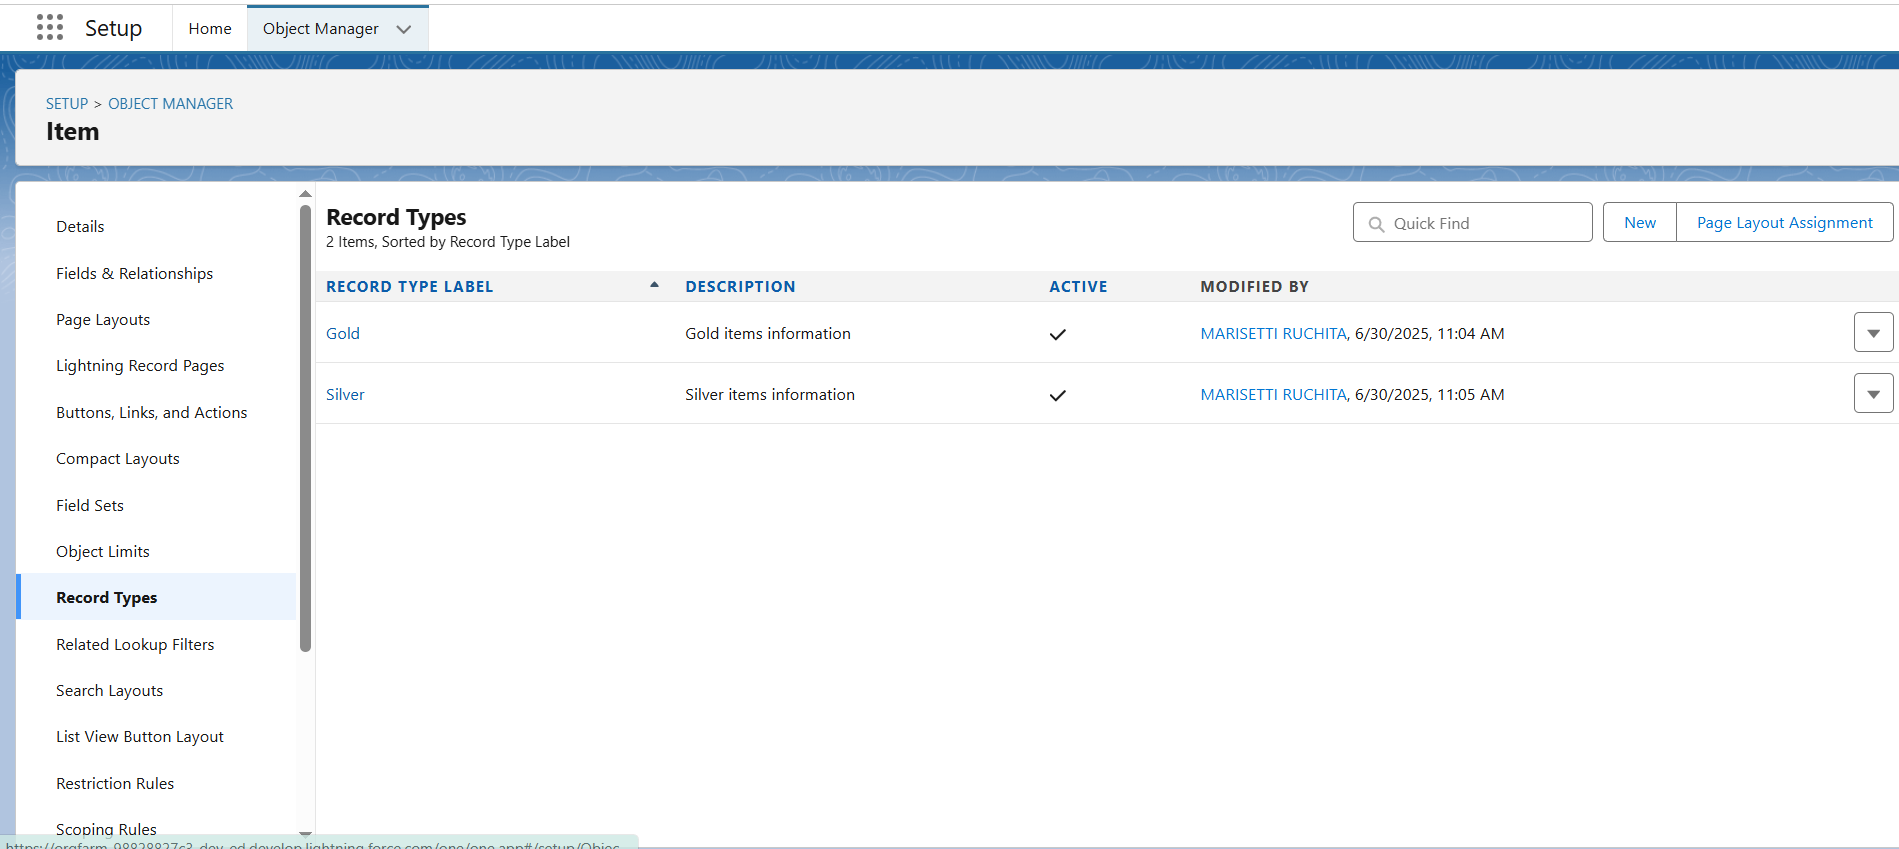 Setup
Home
Object Manager
SETUP > OBJECT MANAGER
Item
Details
Fields & Relationships
Page Layouts
Lightning Record Pages
Buttons, Links, and Actions
Compact Layouts
Field Sets
Object Limits
Record Types
Related Lookup Filters
Search Layouts
List View Button Layout
Restriction Rules
Scoping Rules
Record Types
2 Items, Sorted by Record Type Label
Quick Find
New
Page Layout Assignment
RECORD TYPE LABEL DESCRIPTION ACTIVE MODIFIED BY
Gold Gold items information MARISETTI RUCHITA, 6/30/2025, 11:04 AM
Silver Silver items information MARISETTI RUCHITA, 6/30/2025, 11:05 AM